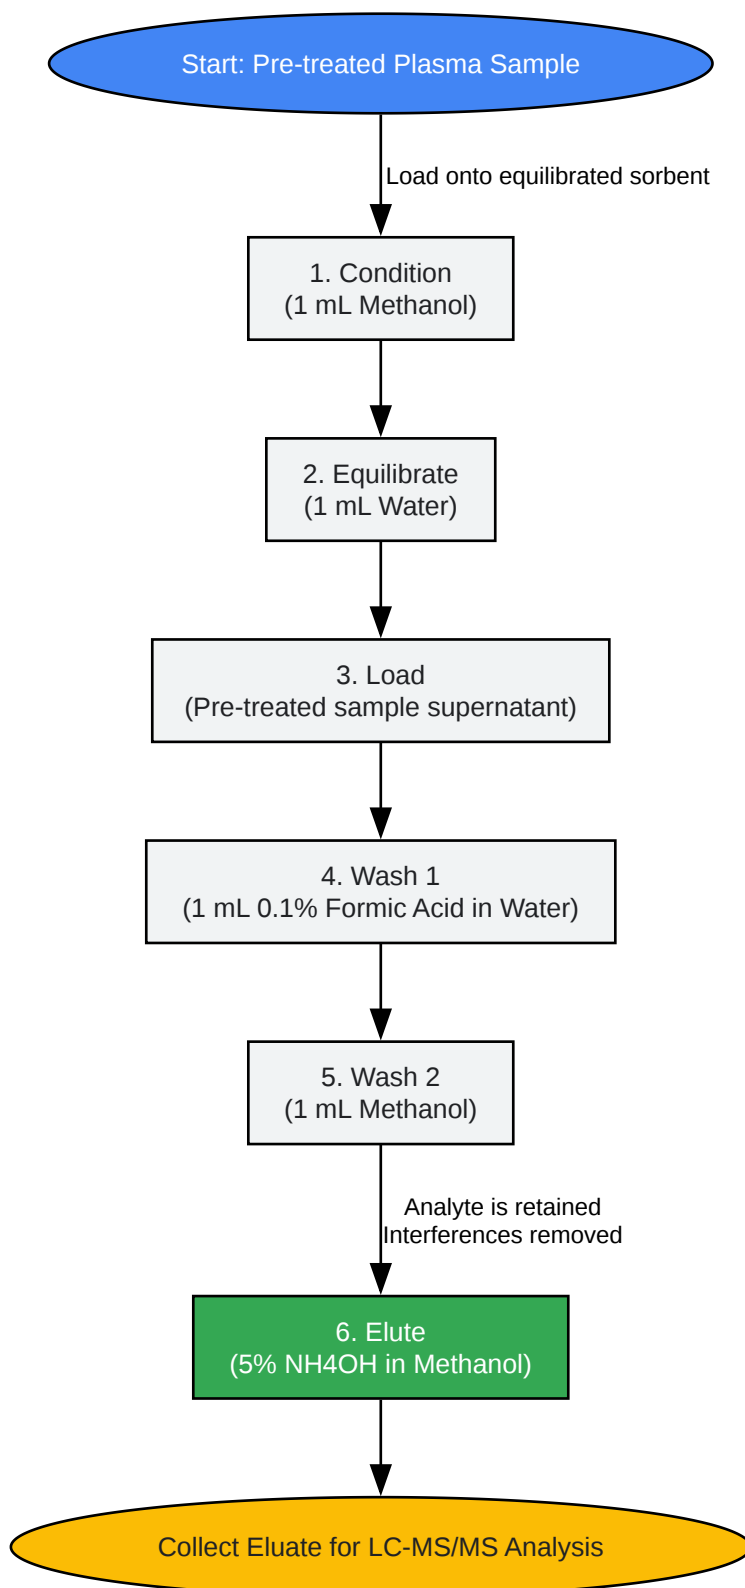 Start: Pre-treated Plasma Sample
Load onto equilibrated sorbent
1. Condition
(1 mL Methanol)
2. Equilibrate
(1 mL Water)
3. Load
(Pre-treated sample supernatant)
4. Wash 1
(1 mL 0.1% Formic Acid in Water)
5. Wash 2
(1 mL Methanol)
Analyte is retained
Interferences removed
6. Elute
(5% NH4OH in Methanol)
Collect Eluate for LC-MS/MS Analysis